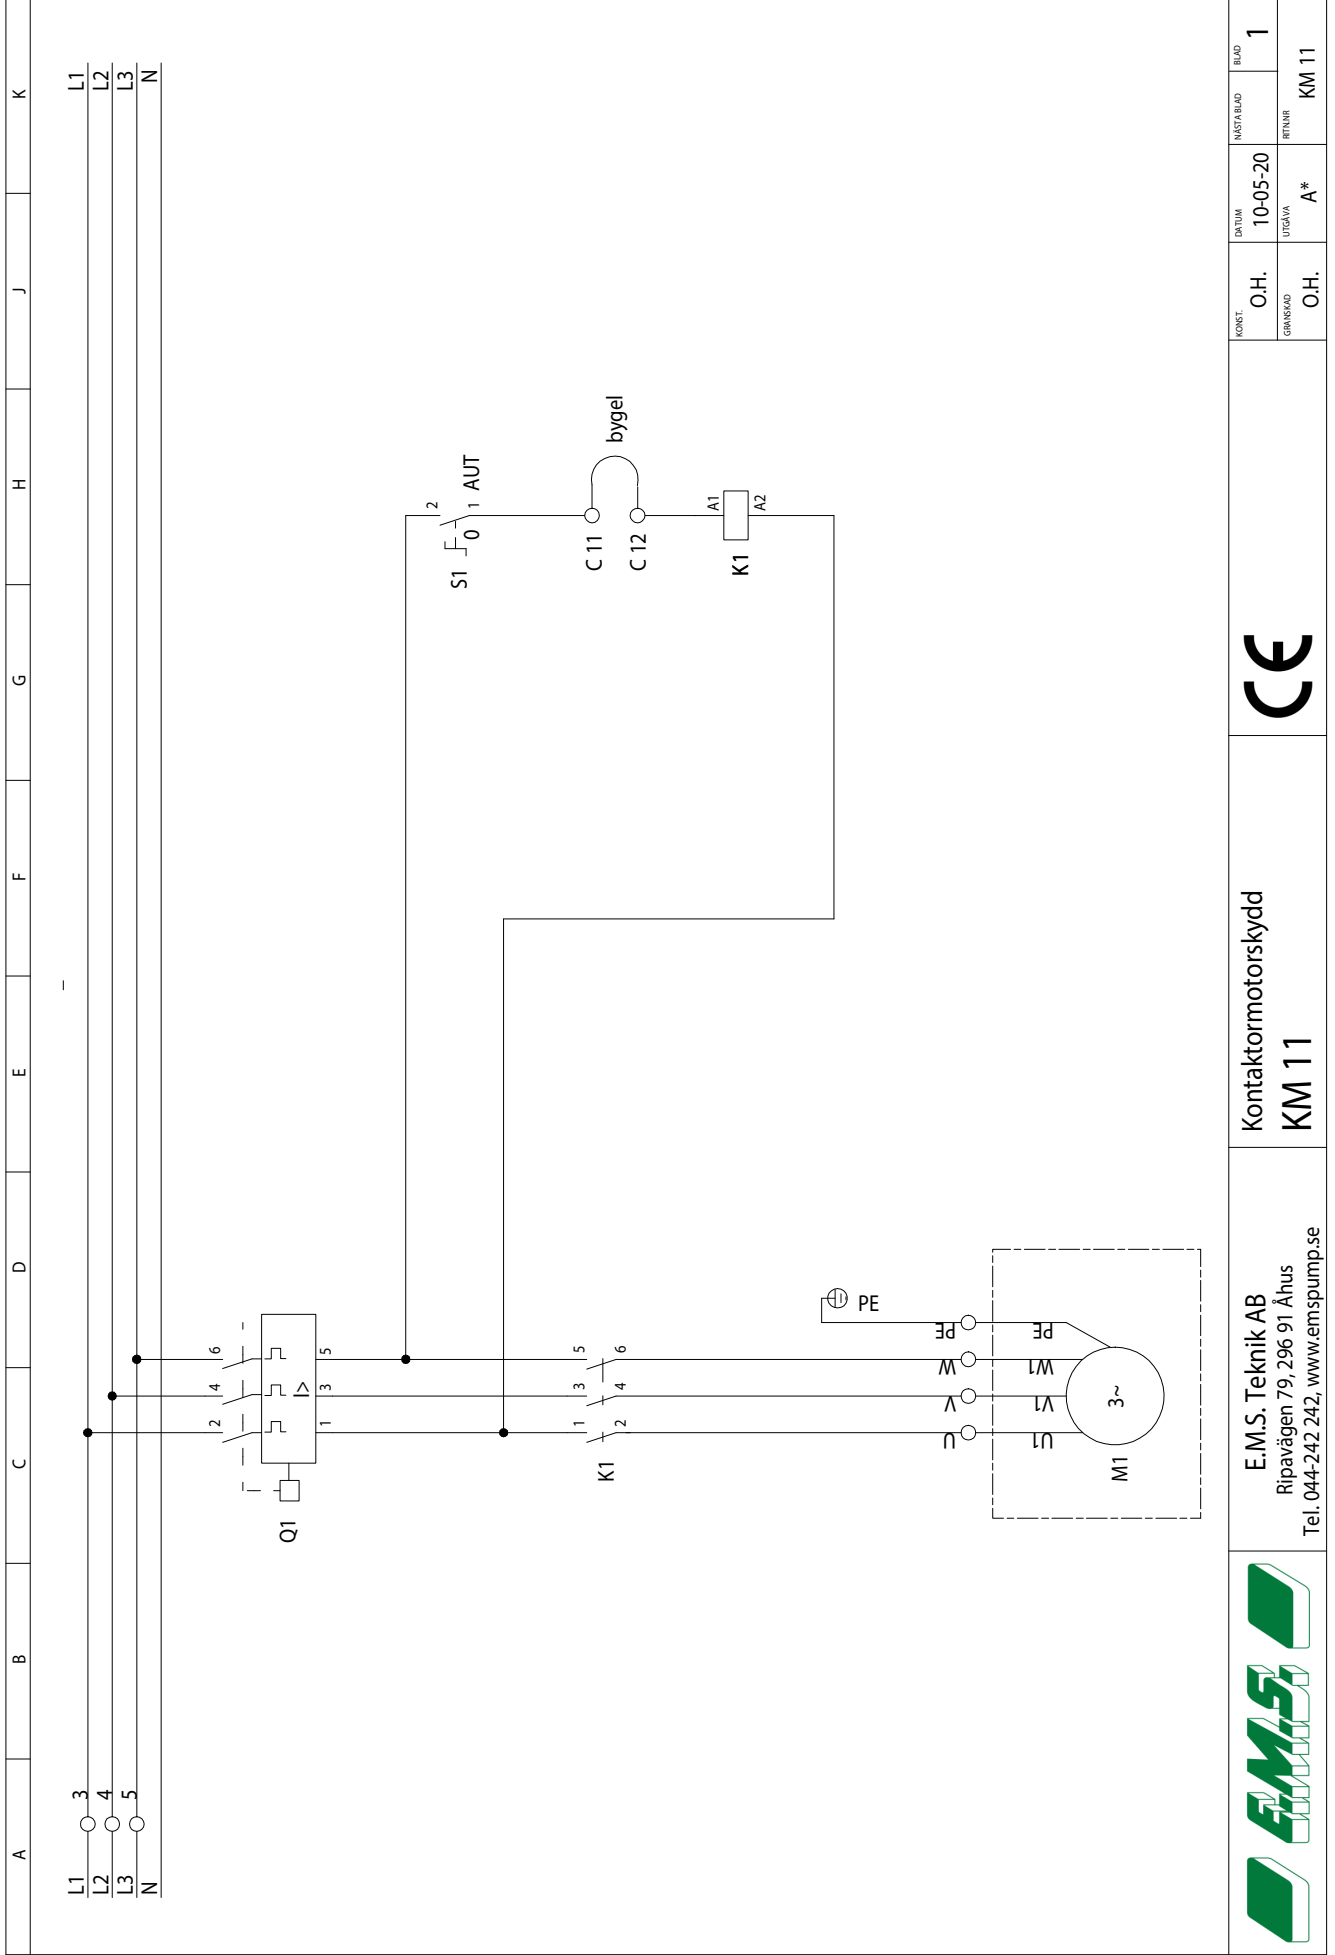 A B C D E F G H J K
L1 3 L1
L2 4 L2
L3 5 L3
N N
2 4 6
Q1
I>
1 3 5
2
S1 0 1 AUT
C 11
bygel
C 12
A1
K1
A2
1 3 5
K1
2 4 6
PE
U V W PE
U1 V1 W1 PE
M1
3~
E.M.S.
E.M.S. Teknik AB
Ripavägen 79, 296 91 Åhus
Tel. 044-242 242, www.emspump.se
Kontaktormotorskydd
KM 11
CE
KONST. DATUM NÄSTA BLAD BLAD
O.H. 10-05-20 1
GRANSKAD UTGÅVA RITN.NR
O.H. A* KM 11